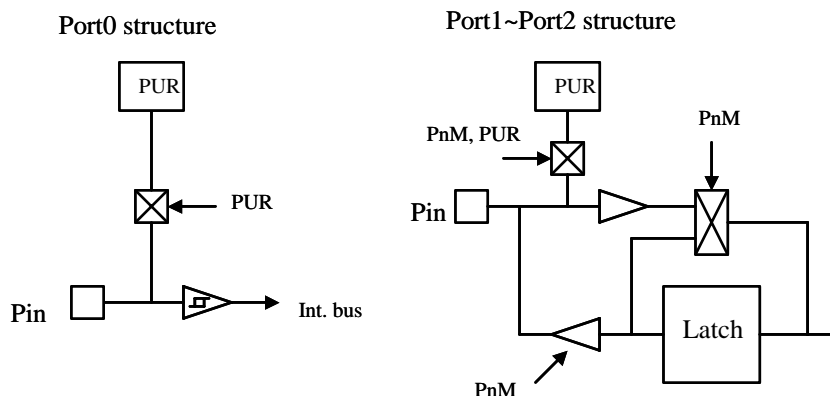 Port0 structure
PUR
PUR
Pin
Int. bus
Port1~Port2 structure
PUR
PnM, PUR
PnM
Pin
Latch
PnM